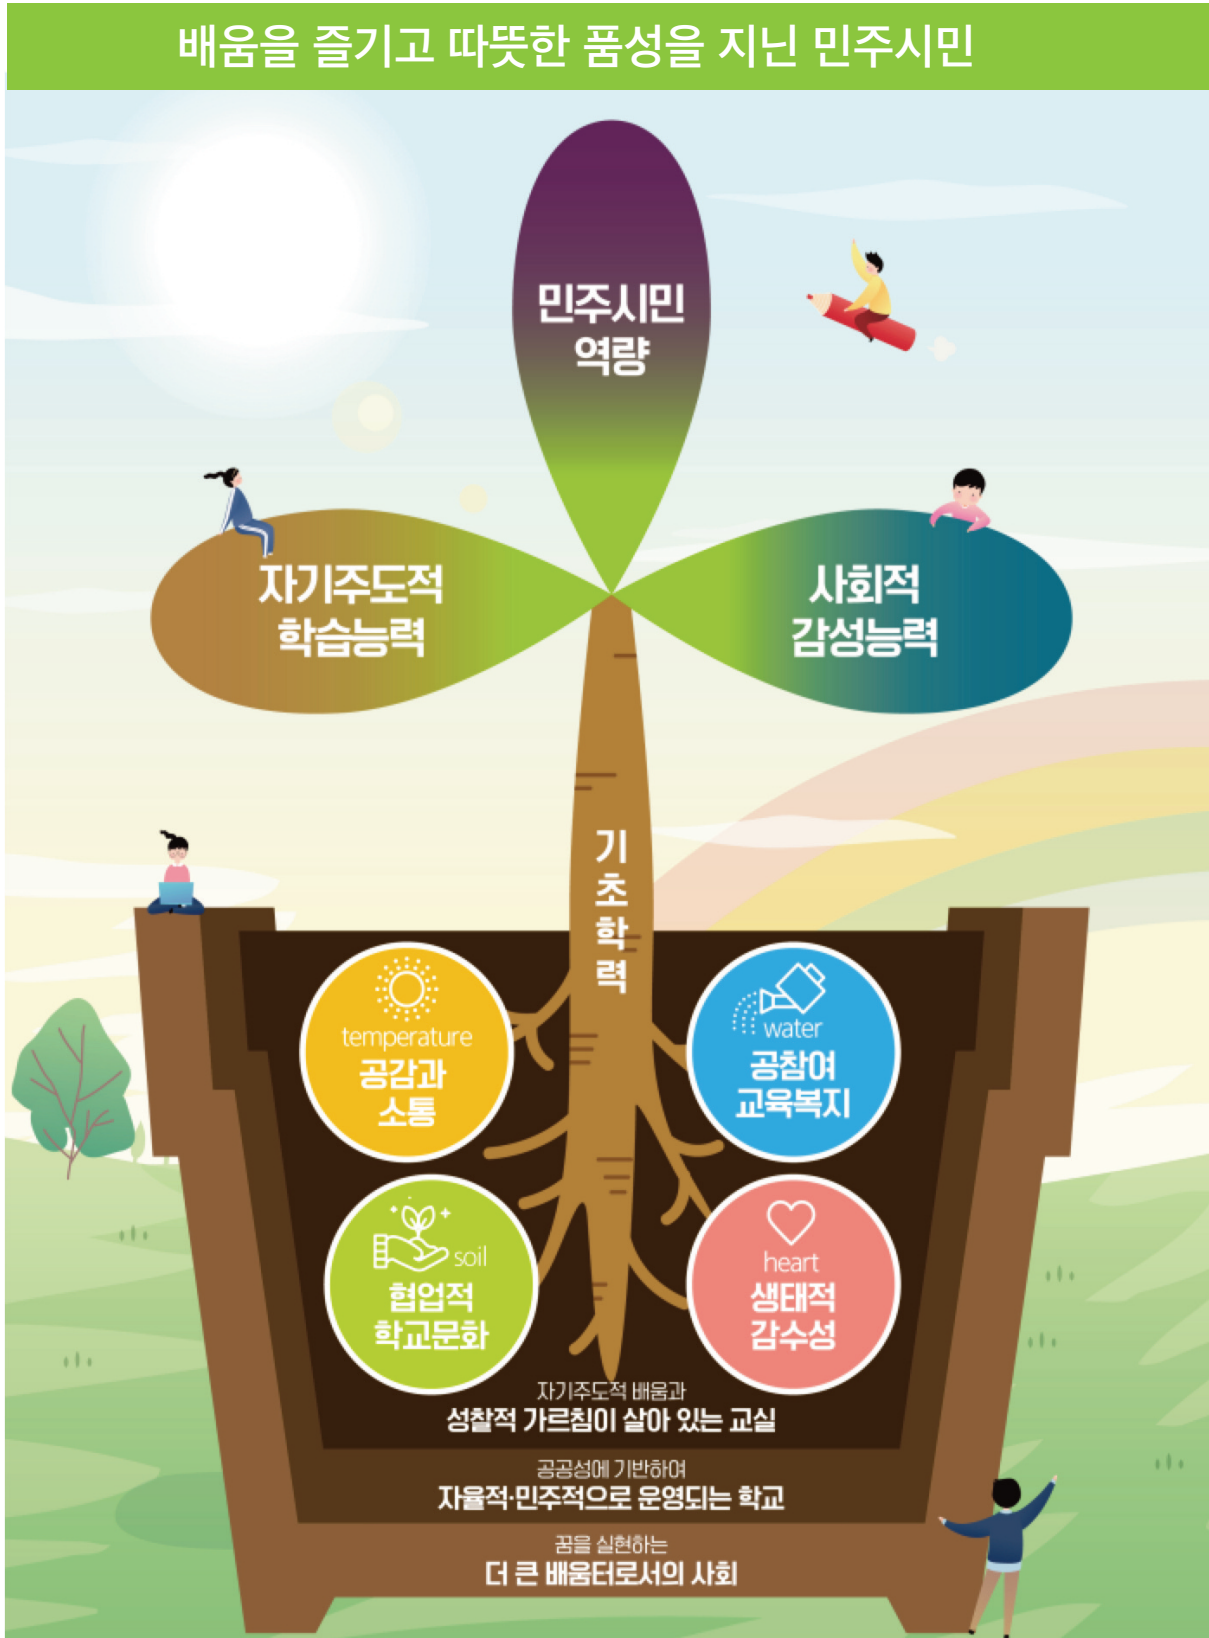 배움을 즐기고 따뜻한 품성을 지닌 민주시민
민주시민
역량
자기주도적
학습능력
사회적
감성능력
기
초
학
력
temperature
공감과
소통
water
공참여
교육복지
soil
협업적
학교문화
heart
생태적
감수성
자기주도적 배움과
성찰적 가르침이 살아 있는 교실
공공성에 기반하여
자율적·민주적으로 운영되는 학교
꿈을 실현하는
더 큰 배움터로서의 사회